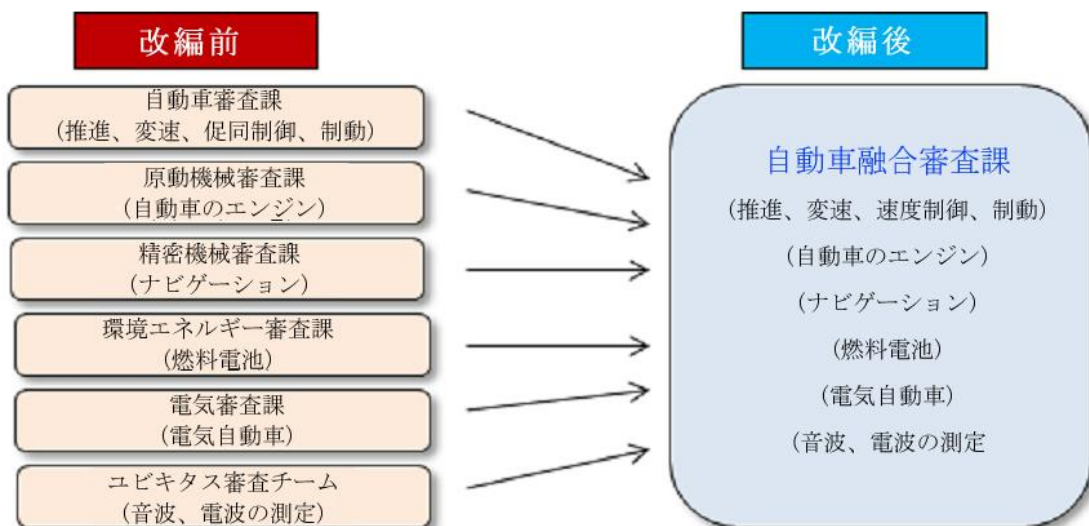 改編前
自動車審査課
(推進、変速、促同制御、制動)
原動機械審査課
(自動車のエンジン)
精密機械審査課
(ナビゲーション)
環境エネルギー審査課
(燃料電池)
電気審査課
(電気自動車)
ユビキタス審査チーム
(音波、電波の測定)
改編後
自動車融合審査課
(推進、変速、速度制御、制動)
(自動車のエンジン)
(ナビゲーション)
(燃料電池)
(電気自動車)
(音波、電波の測定